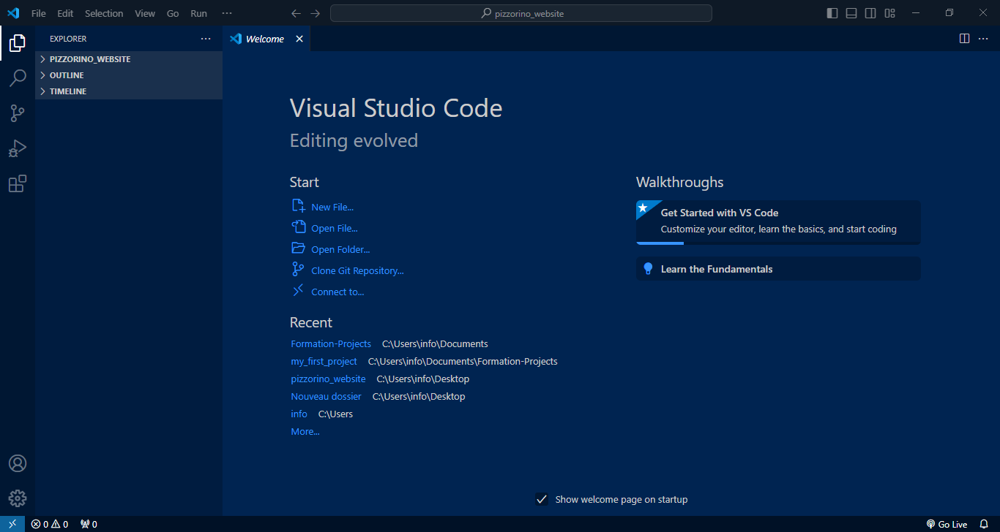 File Edit Selection View Go Run ···
pizzorino_website
EXPLORER ···
Welcome
PIZZORINO_WEBSITE
OUTLINE
TIMELINE
Visual Studio Code
Editing evolved
Start
New File...
Open File...
Open Folder...
Clone Git Repository...
Connect to...
Recent
Formation-Projects C:\Users\info\Documents
my_first_project C:\Users\info\Documents\Formation-Projects
pizzorino_website C:\Users\info\Desktop
Nouveau dossier C:\Users\info\Desktop
info C:\Users
More...
Walkthroughs
Get Started with VS Code
Customize your editor, learn the basics, and start coding
Learn the Fundamentals
Show welcome page on startup
0 0 0
Go Live